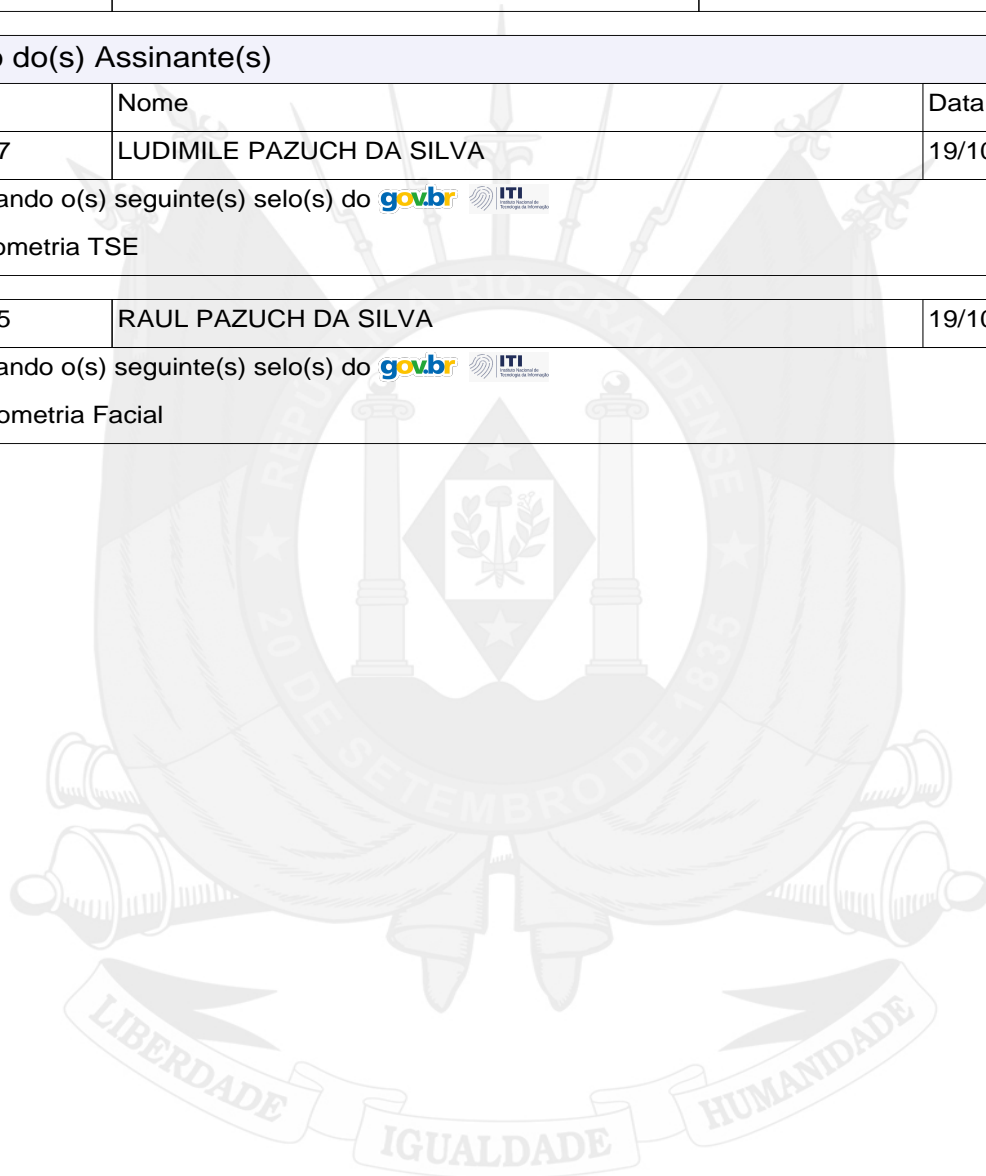 o do(s) Assinante(s)
Nome Data
7 LUDIMILE PAZUCH DA SILVA 19/10
ando o(s) seguinte(s) selo(s) do gov.br ITI
ometria TSE
5 RAUL PAZUCH DA SILVA 19/10
ando o(s) seguinte(s) selo(s) do gov.br ITI
ometria Facial
REPÚBLICA RIO-GRANDENSE
20 DE SETEMBRO DE 1835
LIBERDADE
IGUALDADE
HUMANIDADE